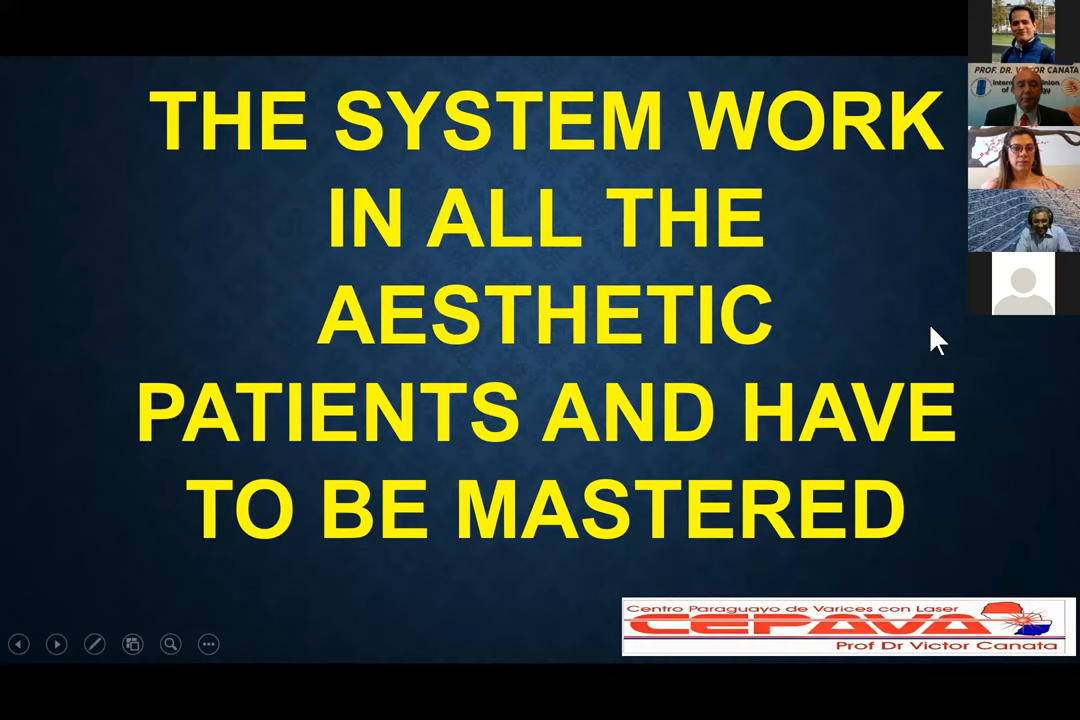 THE SYSTEM WORK
IN ALL THE
AESTHETIC
PATIENTS AND HAVE
TO BE MASTERED
PROF. DR. VICTOR CANATA
Centro Paraguayo de Varices con Laser
CEPAVA
Prof Dr Victor Canata